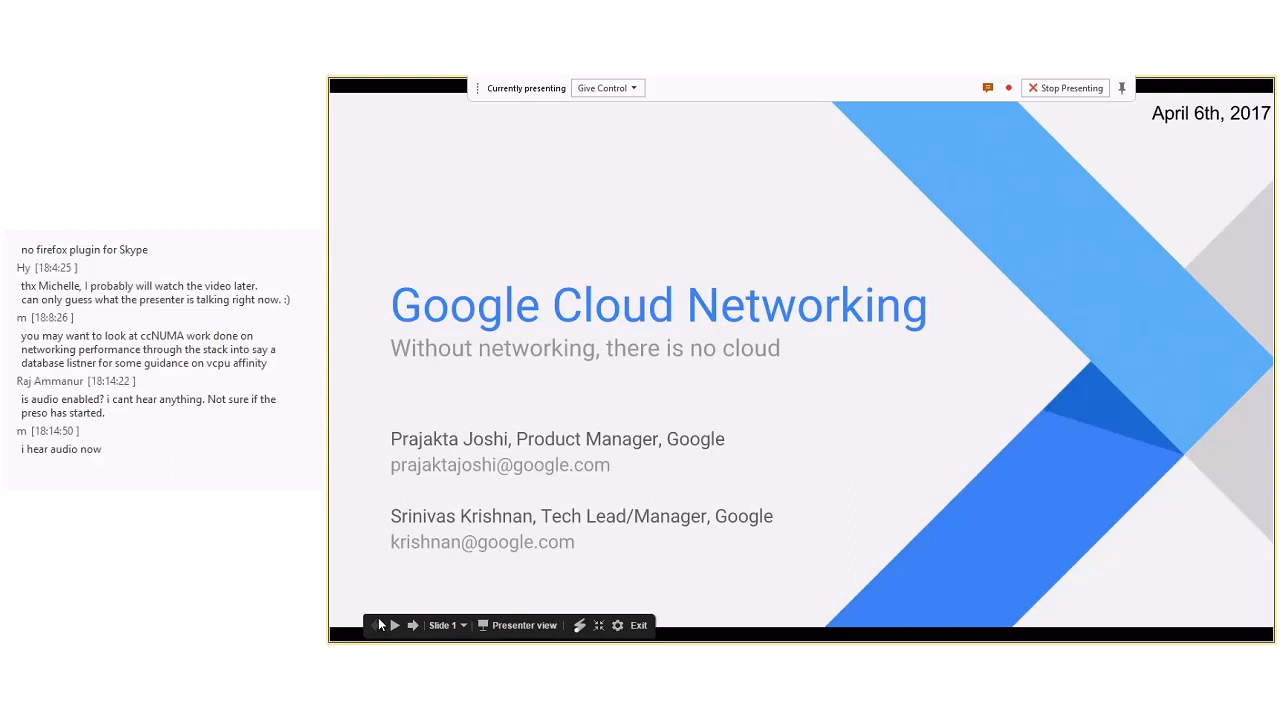 no firefox plugin for Skype
Hy [18:4:25 ]
thx Michelle, I probably will watch the video later.
can only guess what the presenter is talking right now. :)
m [18:8:26 ]
you may want to look at ccNUMA work done on
networking performance through the stack into say a
database listner for some guidance on vcpu affinity
Raj Ammanur [18:14:22 ]
is audio enabled? i cant hear anything. Not sure if the
preso has started.
m [18:14:50 ]
i hear audio now
Currently presenting
Give Control
Stop Presenting
April 6th, 2017
Google Cloud Networking
Without networking, there is no cloud
Prajakta Joshi, Product Manager, Google
prajaktajoshi@google.com
Srinivas Krishnan, Tech Lead/Manager, Google
krishnan@google.com
Slide 1
Presenter view
Exit